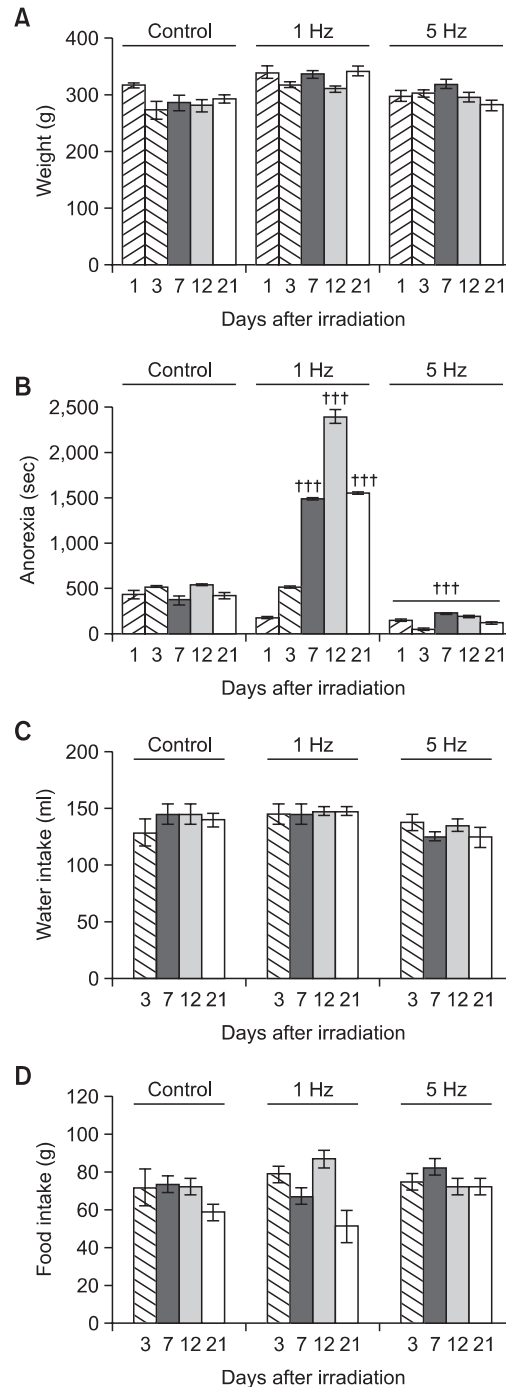 A
Control 1 Hz 5 Hz
400
300
200
100
0
Weight (g)
1 3 7 12 21 1 3 7 12 21 1 3 7 12 21
Days after irradiation
B
Control 1 Hz 5 Hz
2,500
2,000
1,500
1,000
500
0
Anorexia (sec)
†††
††† †††
†††
1 3 7 12 21 1 3 7 12 21 1 3 7 12 21
Days after irradiation
C
Control 1 Hz 5 Hz
200
150
100
50
0
Water intake (ml)
3 7 12 21 3 7 12 21 3 7 12 21
Days after irradiation
D
Control 1 Hz 5 Hz
120
100
80
60
40
20
0
Food intake (g)
3 7 12 21 3 7 12 21 3 7 12 21
Days after irradiation